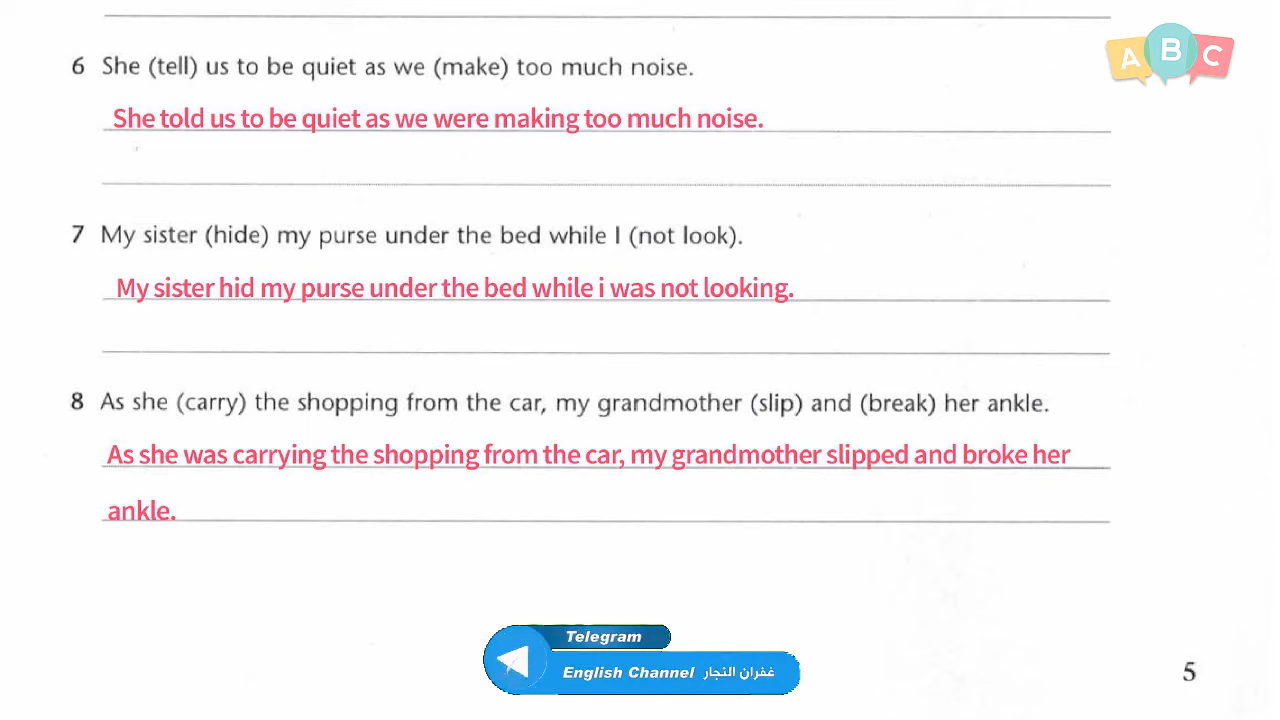 A B C
6 She (tell) us to be quiet as we (make) too much noise.
She told us to be quiet as we were making too much noise.
7 My sister (hide) my purse under the bed while I (not look).
My sister hid my purse under the bed while i was not looking.
8 As she (carry) the shopping from the car, my grandmother (slip) and (break) her ankle.
As she was carrying the shopping from the car, my grandmother slipped and broke her
ankle.
Telegram
English Channel غفران النجار
5